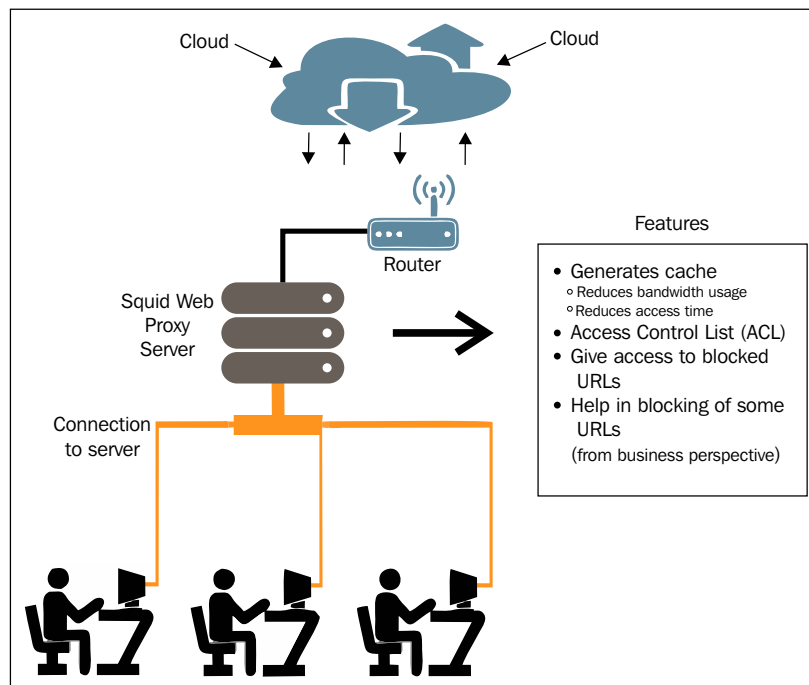 Cloud
Cloud
Router
Squid Web
Proxy
Server
Connection
to server
Features
• Generates cache
○ Reduces bandwidth usage
○ Reduces access time
• Access Control List (ACL)
• Give access to blocked
URLs
• Help in blocking of some
URLs
(from business perspective)